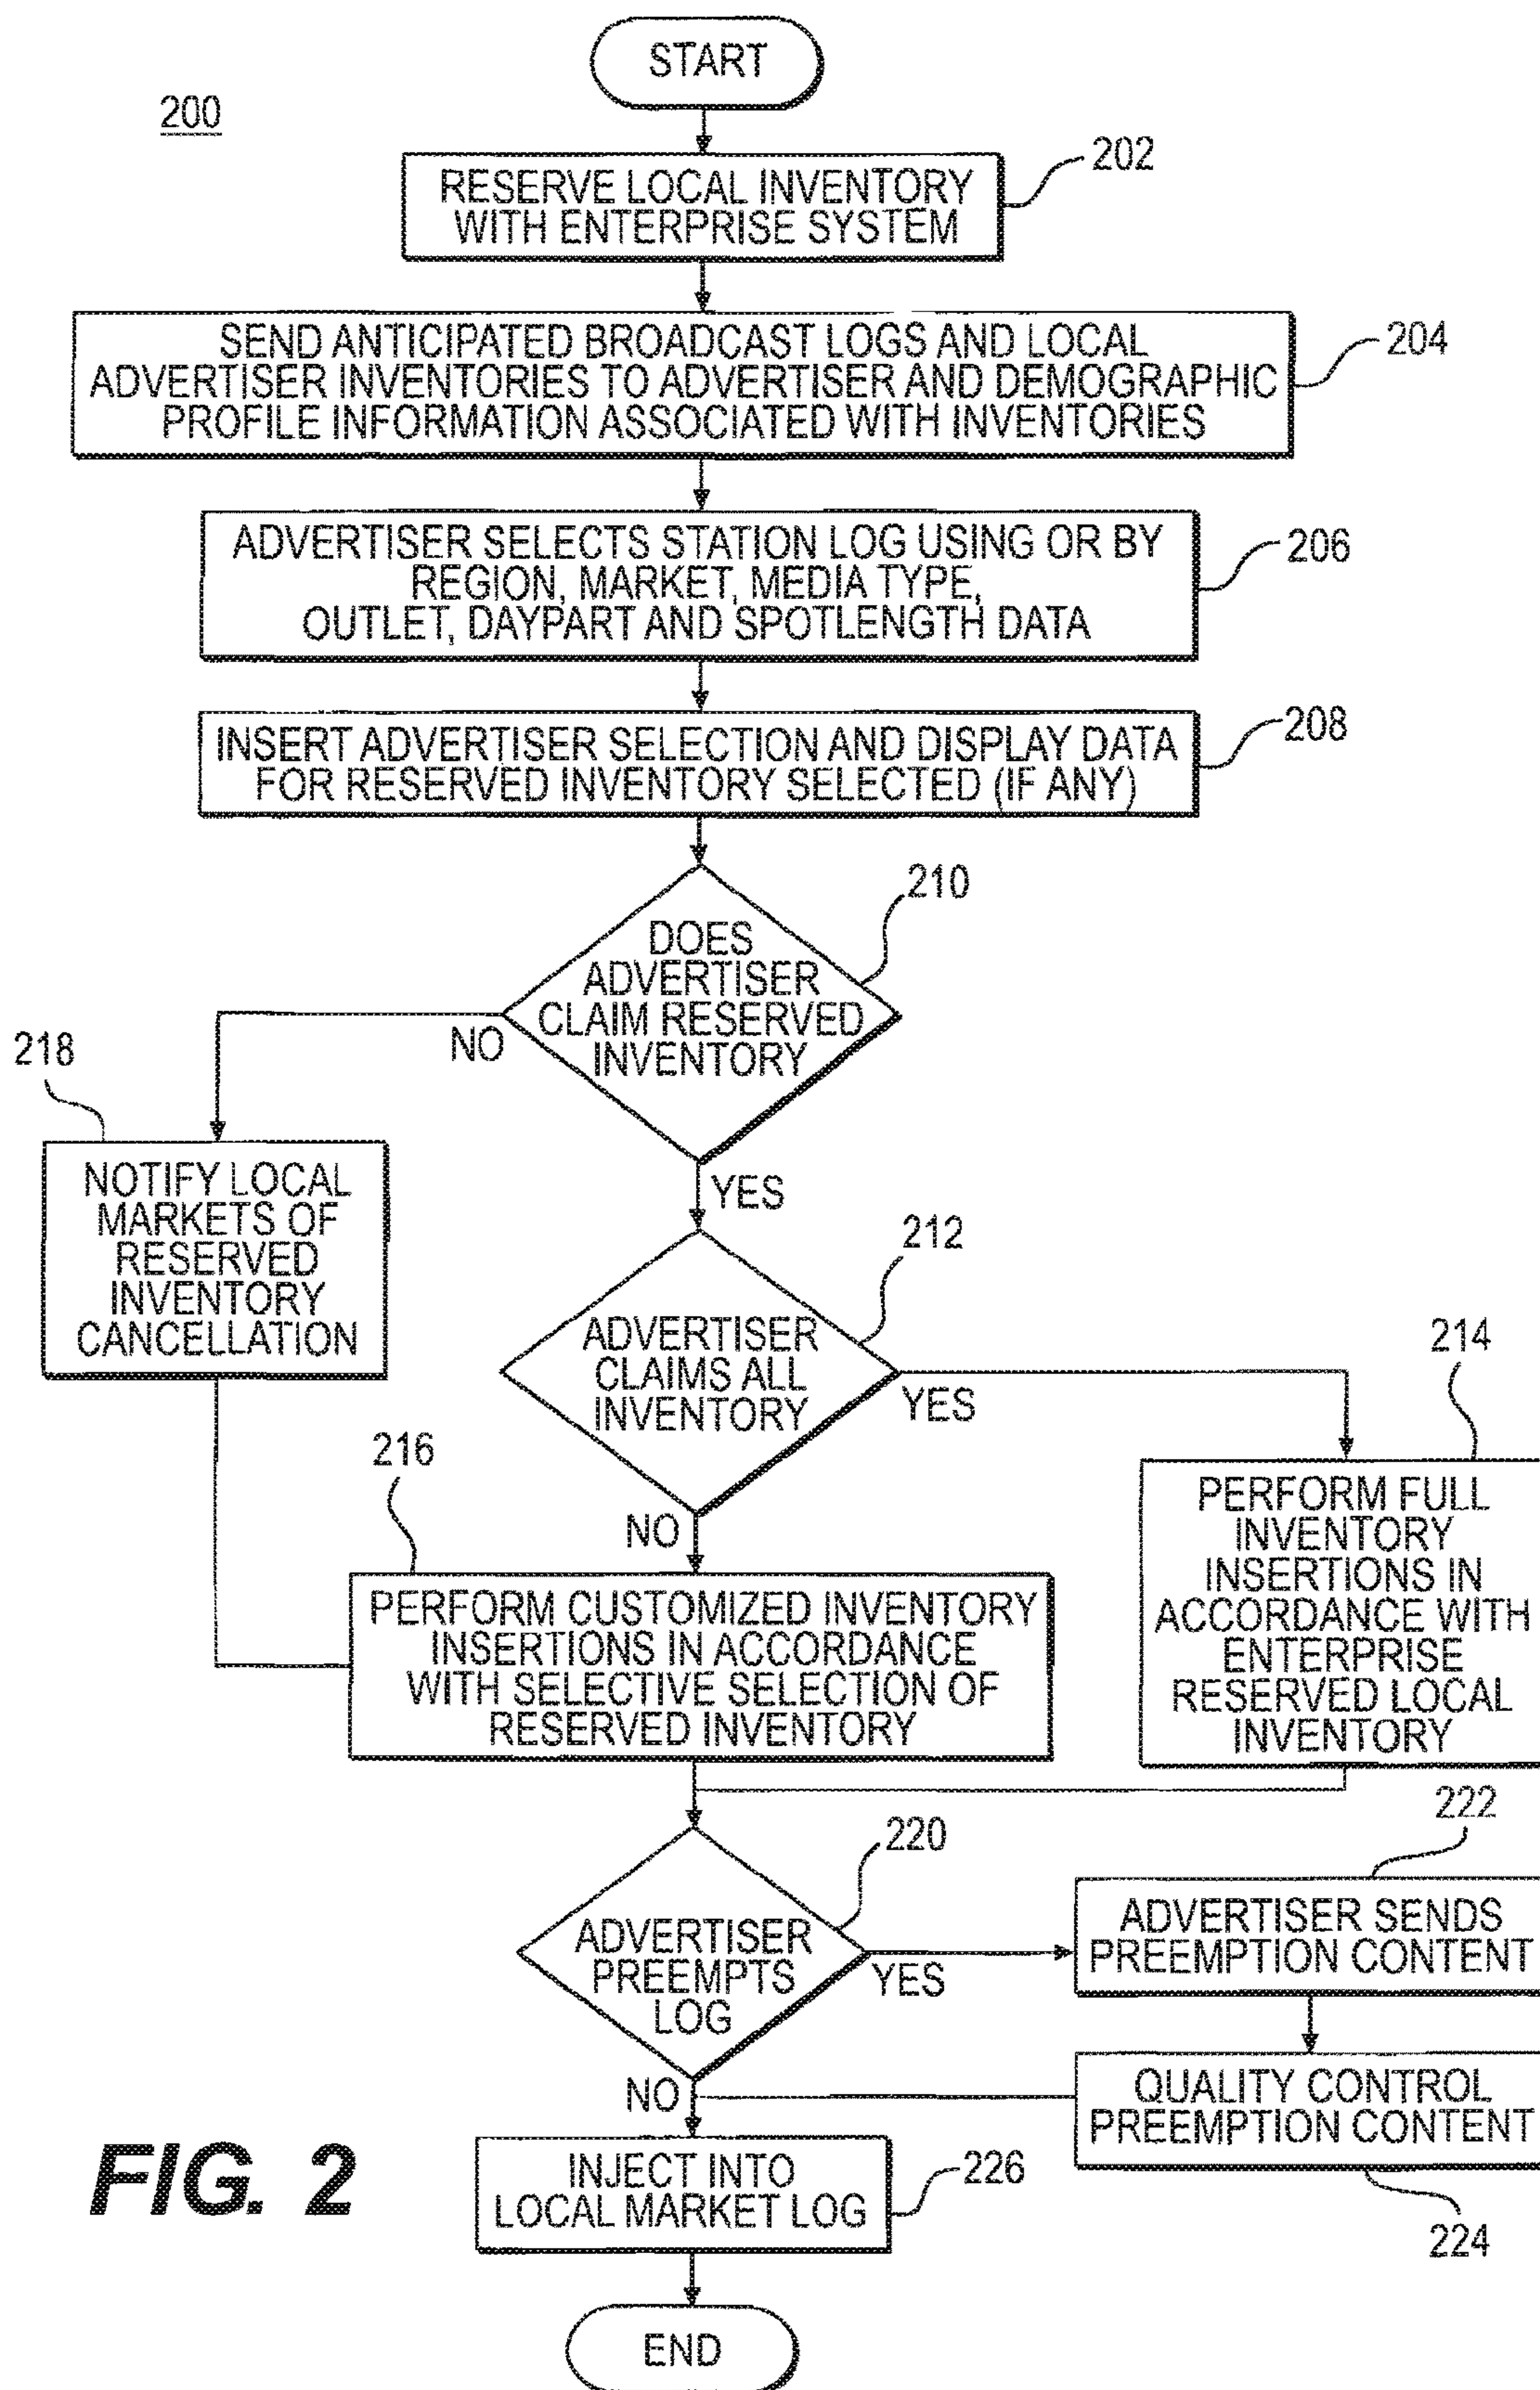 START
200
202
RESERVE LOCAL INVENTORY
WITH ENTERPRISE SYSTEM
204
SEND ANTICIPATED BROADCAST LOGS AND LOCAL
ADVERTISER INVENTORIES TO ADVERTISER AND DEMOGRAPHIC
PROFILE INFORMATION ASSOCIATED WITH INVENTORIES
206
ADVERTISER SELECTS STATION LOG USING OR BY
REGION, MARKET, MEDIA TYPE,
OUTLET, DAYPART AND SPOTLENGTH DATA
208
INSERT ADVERTISER SELECTION AND DISPLAY DATA
FOR RESERVED INVENTORY SELECTED (IF ANY)
210
DOES
ADVERTISER
CLAIM RESERVED
INVENTORY
NO
YES
218
NOTIFY LOCAL
MARKETS OF
RESERVED
INVENTORY
CANCELLATION
212
ADVERTISER
CLAIMS ALL
INVENTORY
YES
NO
214
PERFORM FULL
INVENTORY
INSERTIONS IN
ACCORDANCE WITH
ENTERPRISE
RESERVED LOCAL
INVENTORY
216
PERFORM CUSTOMIZED INVENTORY
INSERTIONS IN ACCORDANCE
WITH SELECTIVE SELECTION OF
RESERVED INVENTORY
220
ADVERTISER
PREEMPTS
LOG
YES
NO
222
ADVERTISER SENDS
PREEMPTION CONTENT
QUALITY CONTROL
PREEMPTION CONTENT
224
INJECT INTO
LOCAL MARKET LOG
226
END
FIG. 2